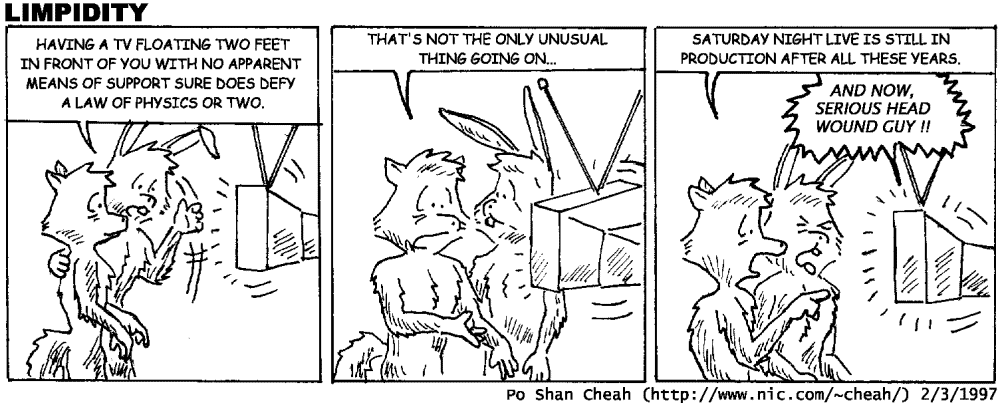 LIMPIDITY
HAVING A TV FLOATING TWO FEET
IN FRONT OF YOU WITH NO APPARENT
MEANS OF SUPPORT SURE DOES DEFY
A LAW OF PHYSICS OR TWO.
THAT'S NOT THE ONLY UNUSUAL
THING GOING ON...
SATURDAY NIGHT LIVE IS STILL IN
PRODUCTION AFTER ALL THESE YEARS.
AND NOW,
SERIOUS HEAD
WOUND GUY !!
Po Shan Cheah (http://www.nic.com/~cheah/) 2/3/1997